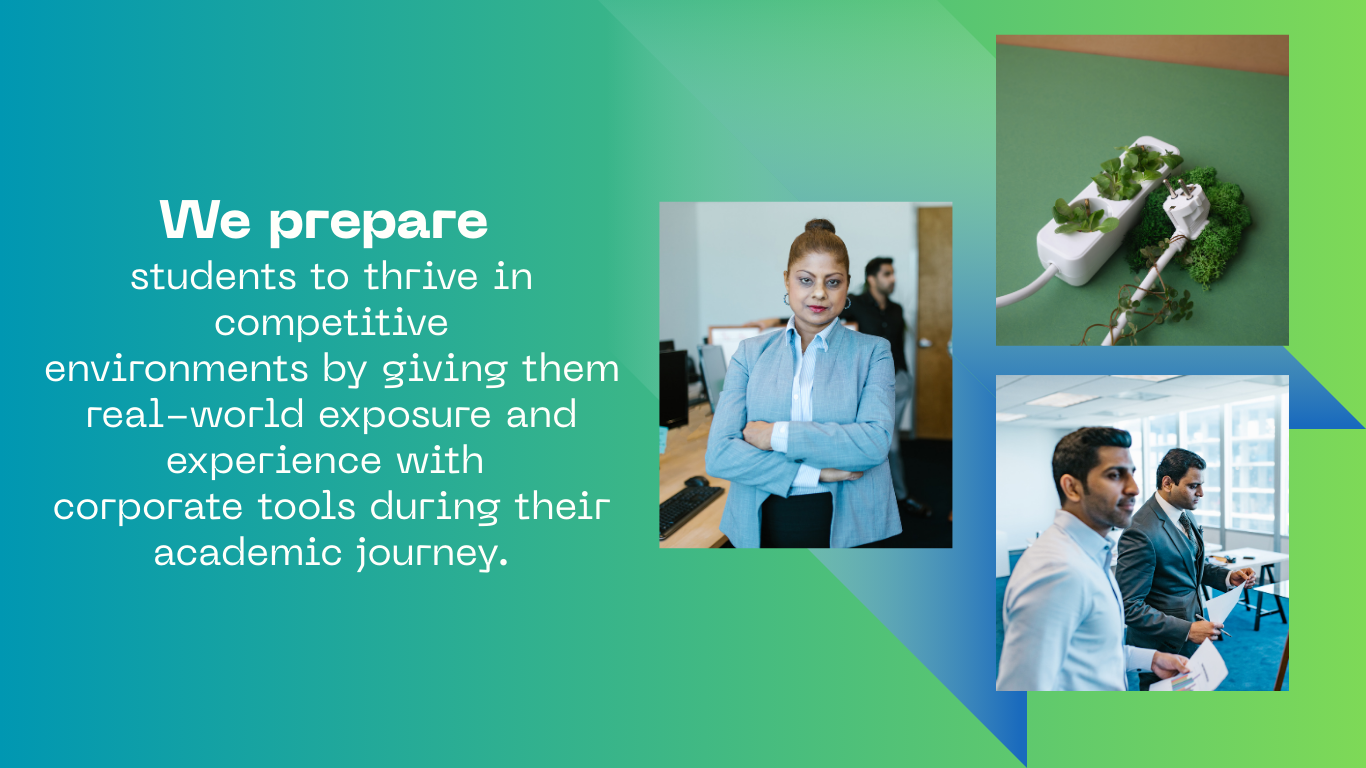 We prepare
students to thrive in
competitive
environments by giving them
real-world exposure and
experience with
corporate tools during their
academic journey.